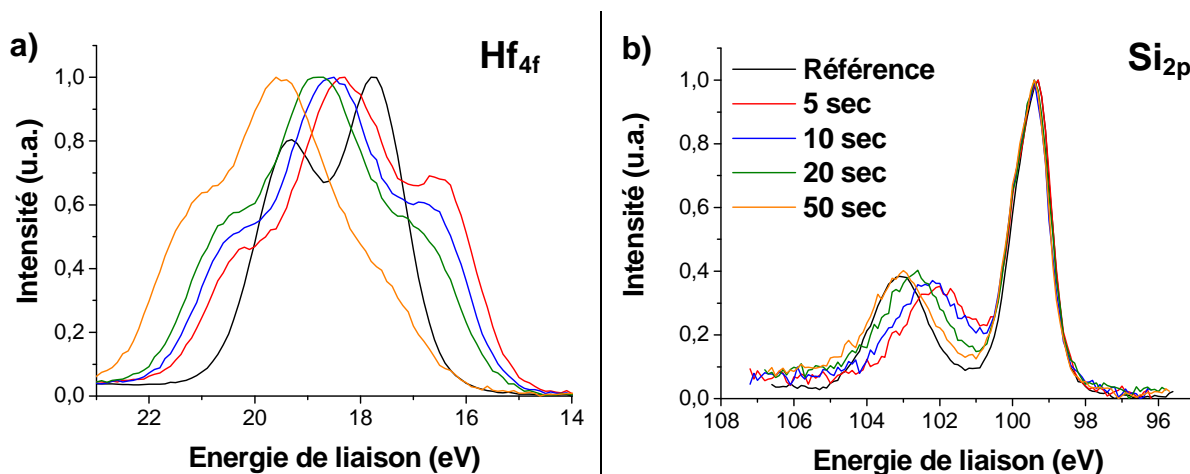 a)
Hf4f
Intensité (u.a.)
1,0
0,8
0,6
0,4
0,2
0,0
22 20 18 16 14
Energie de liaison (eV)
b)
Si2p
Référence
5 sec
10 sec
20 sec
50 sec
Intensité (u.a.)
1,0
0,8
0,6
0,4
0,2
0,0
108 106 104 102 100 98 96
Energie de liaison (eV)